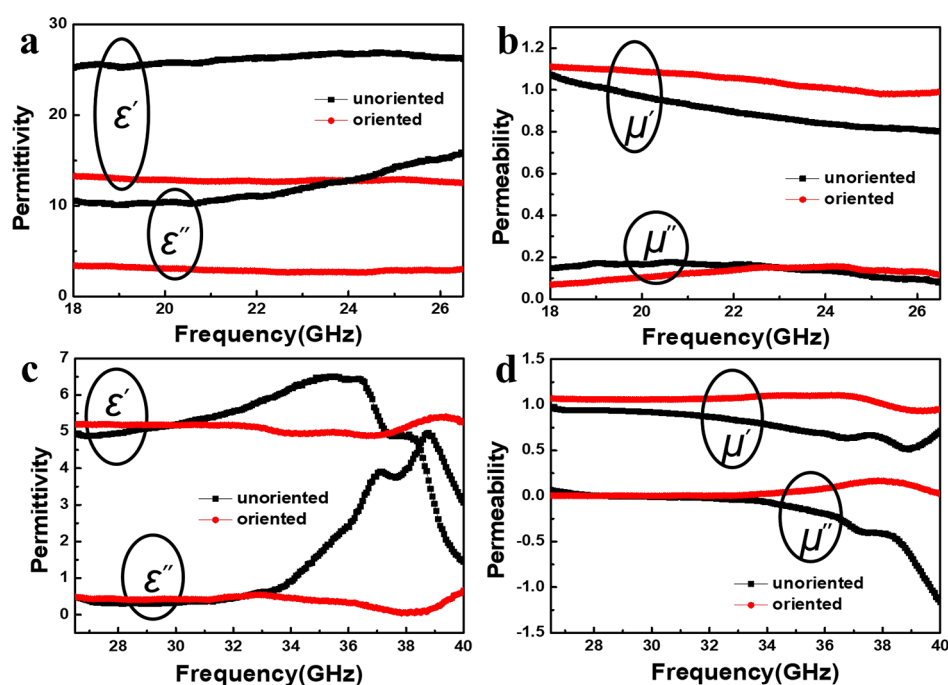 a
30
20
10
0
Permittivity
ε′
ε″
unoriented
oriented
18 20 22 24 26
Frequency(GHz)
b
1.2
1.0
0.8
0.6
0.4
0.2
0.0
Permeability
μ′
μ″
unoriented
oriented
18 20 22 24 26
Frequency(GHz)
c
7
6
5
4
3
2
1
0
Permittivity
ε′
ε″
unoriented
oriented
28 30 32 34 36 38 40
Frequency(GHz)
d
1.5
1.0
0.5
0.0
-0.5
-1.0
-1.5
Permeability
μ′
μ″
unoriented
oriented
28 30 32 34 36 38 40
Frequency(GHz)